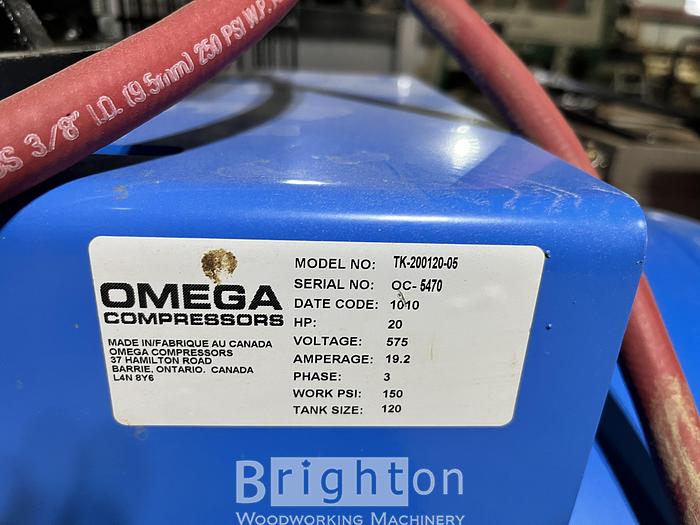 SS 3/8" I.D. (9.5mm) 250 PSI W.P.
OMEGA
COMPRESSORS
MADE IN/FABRIQUE AU CANADA
OMEGA COMPRESSORS
37 HAMILTON ROAD
BARRIE, ONTARIO. CANADA
L4N 8Y6
MODEL NO: TK-200120-05
SERIAL NO: OC- 5470
DATE CODE: 1010
HP: 20
VOLTAGE: 575
AMPERAGE: 19.2
PHASE: 3
WORK PSI: 150
TANK SIZE: 120
Brighton
WOODWORKING MACHINERY